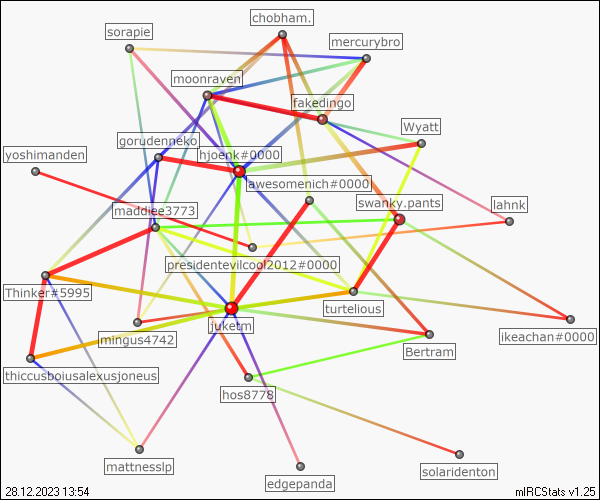 chobham.
sorapie
mercurybro
moonraven
fakedingo
Wyatt
gorudenneko
yoshimanden
hjoenk#0000
awesomenich#0000
swanky.pants
lahnk
maddiee3773
presidentevilcool2012#0000
Thinker#5995
turtelious
juketm
ikeachan#0000
mingus4742
Bertram
thiccusboiusalexusjoneus
hos8778
mattnesslp
solaridenton
edgepanda
28.12.2023 13:54
mIRCStats v1.25